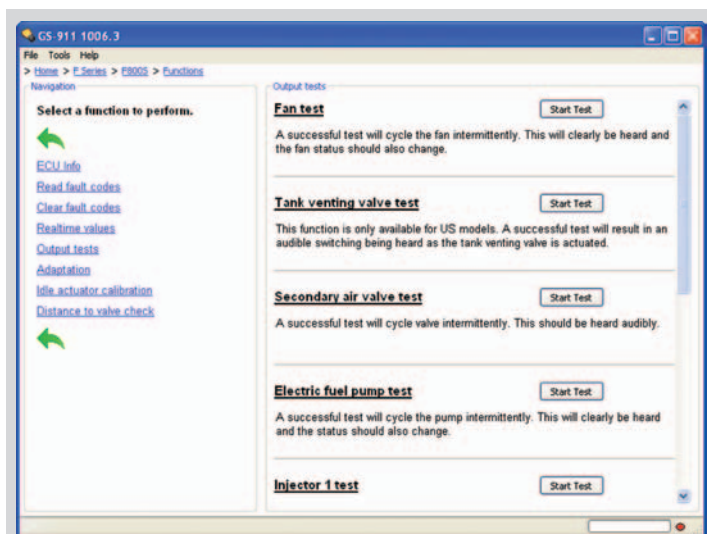 GS-911 1006.3
File Tools Help
> Home > F Series > F800S > Functions
Navigation
Select a function to perform.
ECU Info
Read fault codes
Clear fault codes
Realtime values
Output tests
Adaptation
Idle actuator calibration
Distance to valve check
Output tests
Fan test
Start Test
A successful test will cycle the fan intermittently. This will clearly be heard and
the fan status should also change.
Tank venting valve test
Start Test
This function is only available for US models. A successful test will result in an
audible switching being heard as the tank venting valve is actuated.
Secondary air valve test
Start Test
A successful test will cycle valve intermittently. This should be heard audibly.
Electric fuel pump test
Start Test
A successful test will cycle the pump intermittently. This will clearly be heard
and the status should also change.
Injector 1 test
Start Test